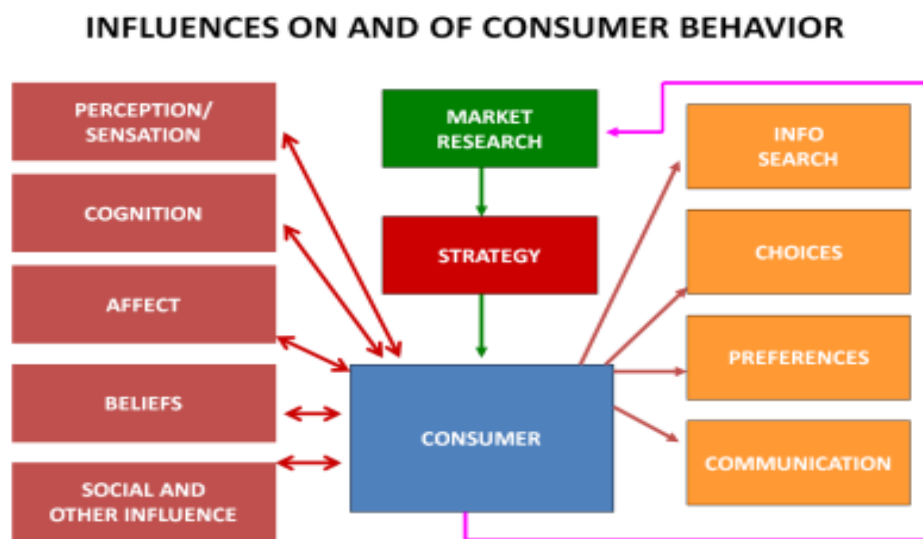 INFLUENCES ON AND OF CONSUMER BEHAVIOR
PERCEPTION/
SENSATION
COGNITION
AFFECT
BELIEFS
SOCIAL AND
OTHER INFLUENCE
MARKET
RESEARCH
STRATEGY
CONSUMER
INFO
SEARCH
CHOICES
PREFERENCES
COMMUNICATION